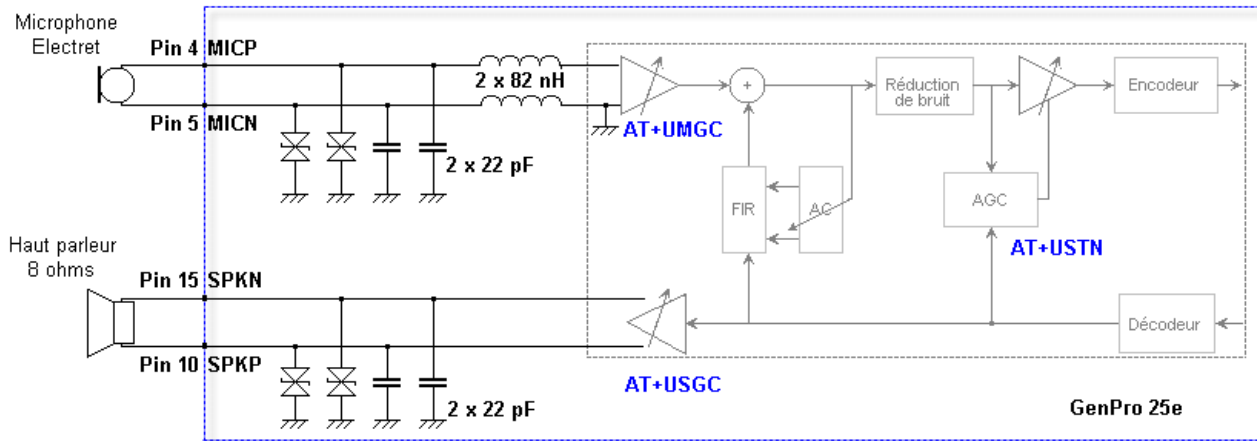 Microphone
Electret
Pin 4 MICP
2 x 82 nH
Pin 5 MICN
2 x 22 pF
AT+UMGC
+
Réduction
de bruit
Encodeur
FIR
AC
AGC
AT+USTN
Haut parleur
8 ohms
Pin 15 SPKN
Pin 10 SPKP
2 x 22 pF
AT+USGC
Décodeur
GenPro 25e